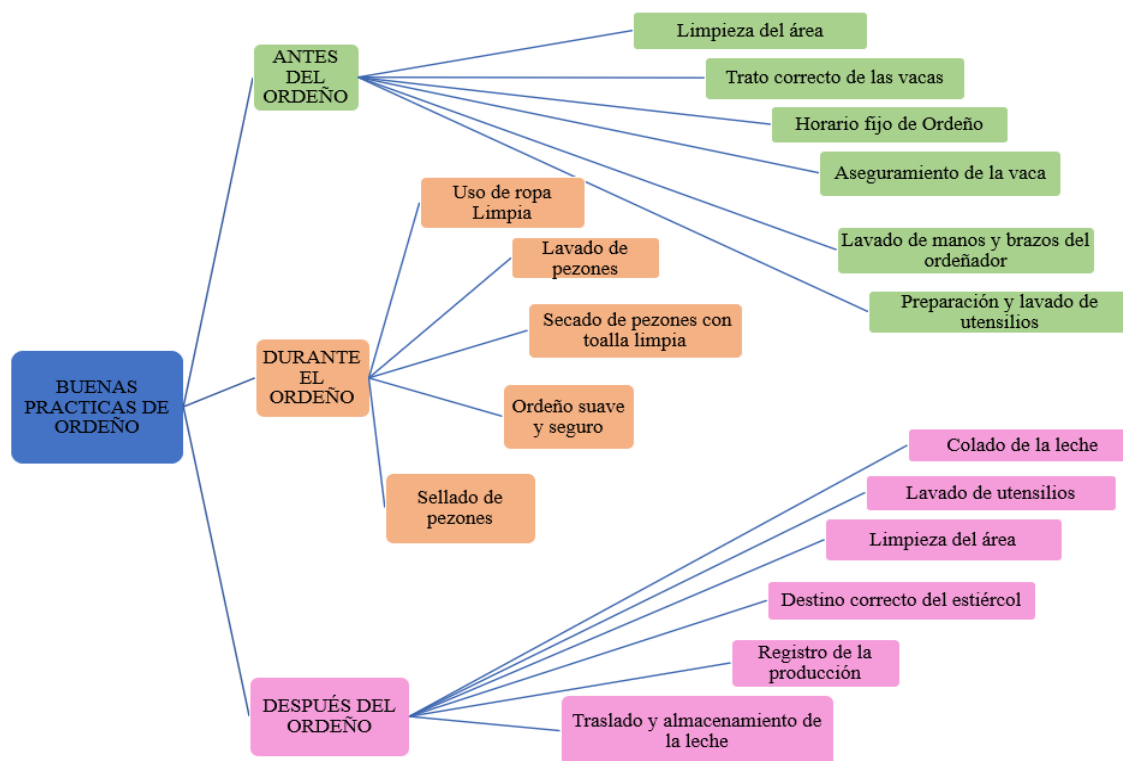 BUENAS
PRACTICAS DE
ORDEÑO
ANTES
DEL
ORDEÑO
Limpieza del área
Trato correcto de las vacas
Horario fijo de Ordeño
Aseguramiento de la vaca
Lavado de manos y brazos del
ordeñador
Preparación y lavado de
utensilios
DURANTE
EL
ORDEÑO
Uso de ropa
Limpia
Lavado de
pezones
Secado de pezones con
toalla limpia
Ordeño suave
y seguro
Sellado de
pezones
DESPUÉS DEL
ORDEÑO
Colado de la leche
Lavado de utensilios
Limpieza del área
Destino correcto del estiércol
Registro de la
producción
Traslado y almacenamiento de
la leche